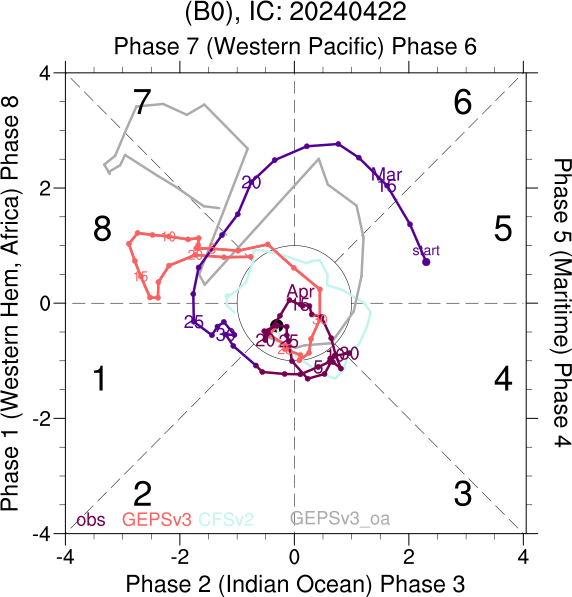 (B0), IC: 20240422
Phase 7 (Western Pacific) Phase 6
Phase 1 (Western Hem, Africa) Phase 8
Phase 5 (Maritime) Phase 4
4
2
0
-2
-4
7
6
8
5
1
4
2
3
Mar
15
20
start
10
15
25
Apr
15
30
20
25
5
obs
GEPSv3
CFSv2
GEPSv3_oa
-4
-2
0
2
4
Phase 2 (Indian Ocean) Phase 3